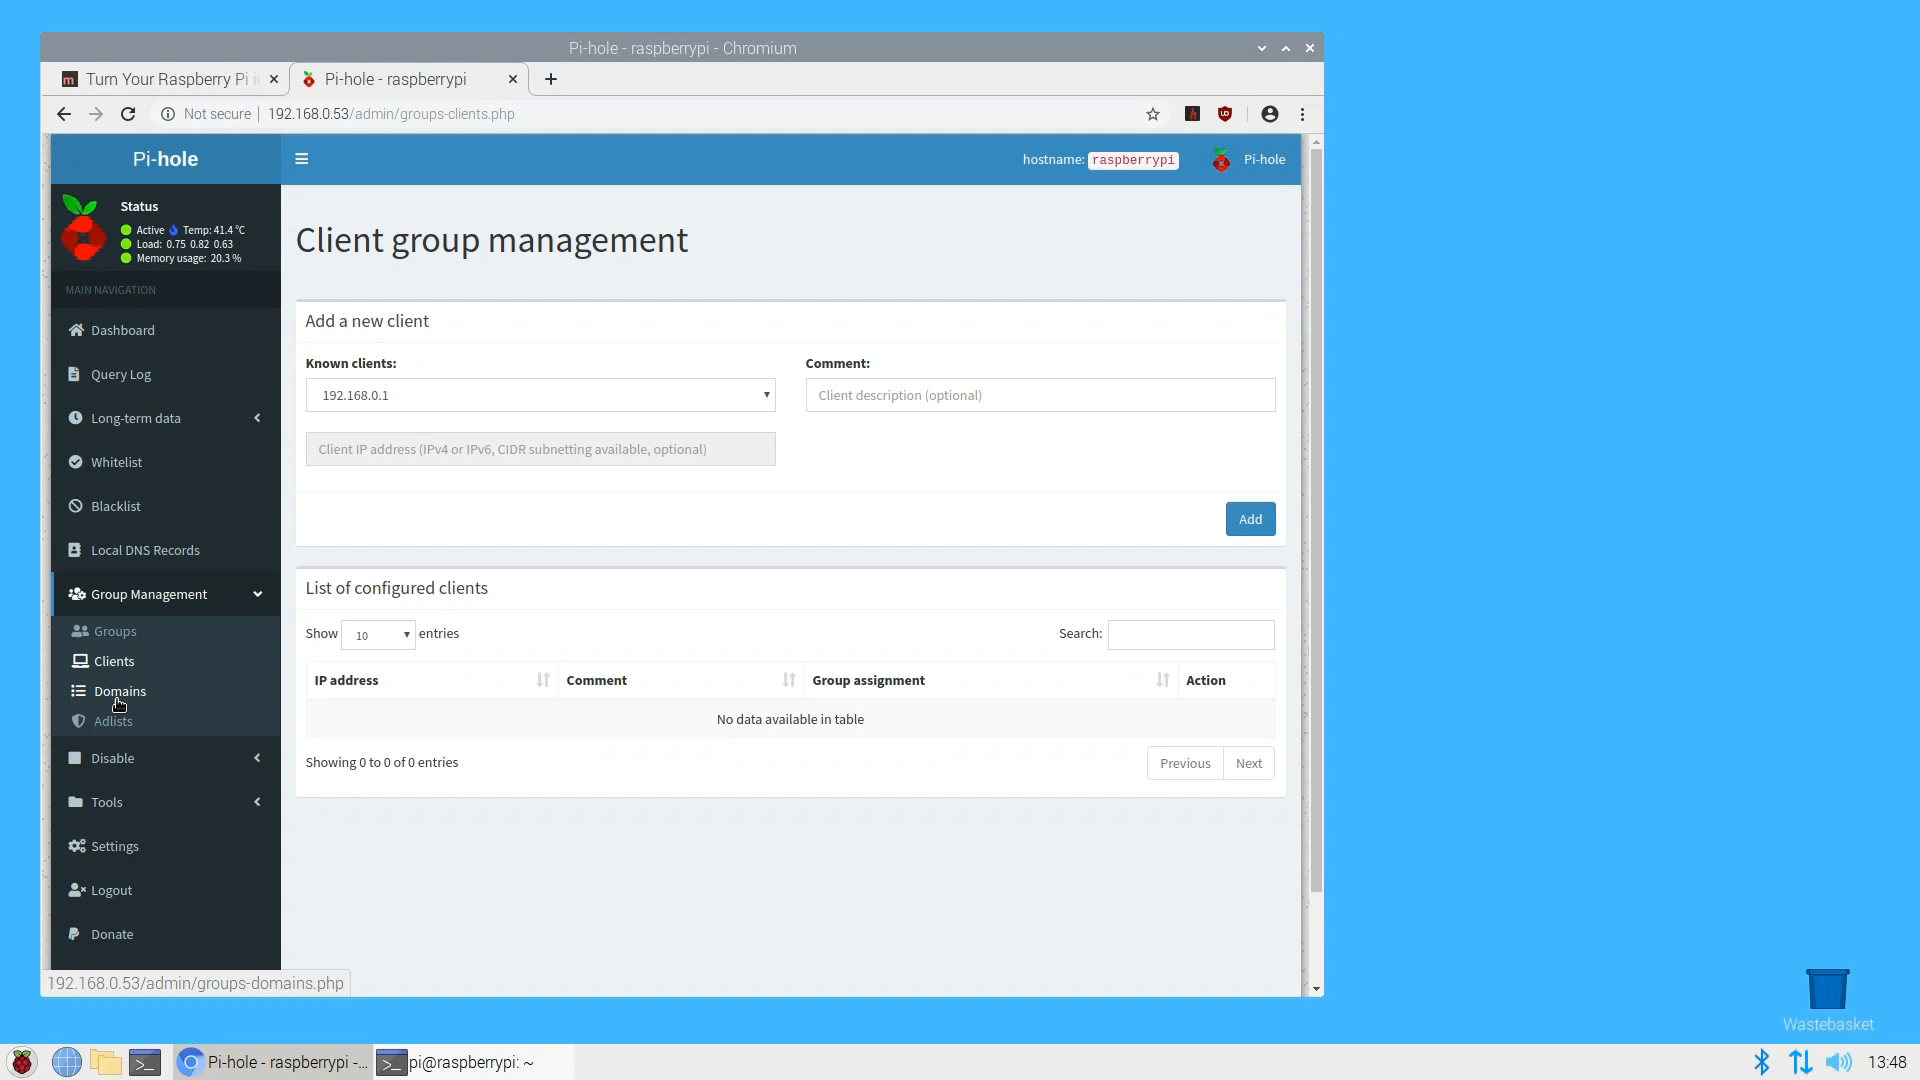 Pi-hole - raspberrypi - Chromium
Turn Your Raspberry Pi i
Pi-hole - raspberrypi
Not secure
192.168.0.53/admin/groups-clients.php
Pi-hole
hostname: raspberrypi
Pi-hole
Status
Active Temp: 41.4 °C
Load: 0.75 0.82 0.63
Memory usage: 20.3 %
MAIN NAVIGATION
Dashboard
Query Log
Long-term data
Whitelist
Blacklist
Local DNS Records
Group Management
Groups
Clients
Domains
Adlists
Disable
Tools
Settings
Logout
Donate
Client group management
Add a new client
Known clients:
192.168.0.1
Client IP address (IPv4 or IPv6, CIDR subnetting available, optional)
Comment:
Client description (optional)
Add
List of configured clients
Show 10 entries
Search:
IP address Comment Group assignment Action
No data available in table
Showing 0 to 0 of 0 entries
Previous Next
192.168.0.53/admin/groups-domains.php
Wastebasket
Pi-hole - raspberrypi -...
pi@raspberrypi: ~
13:48